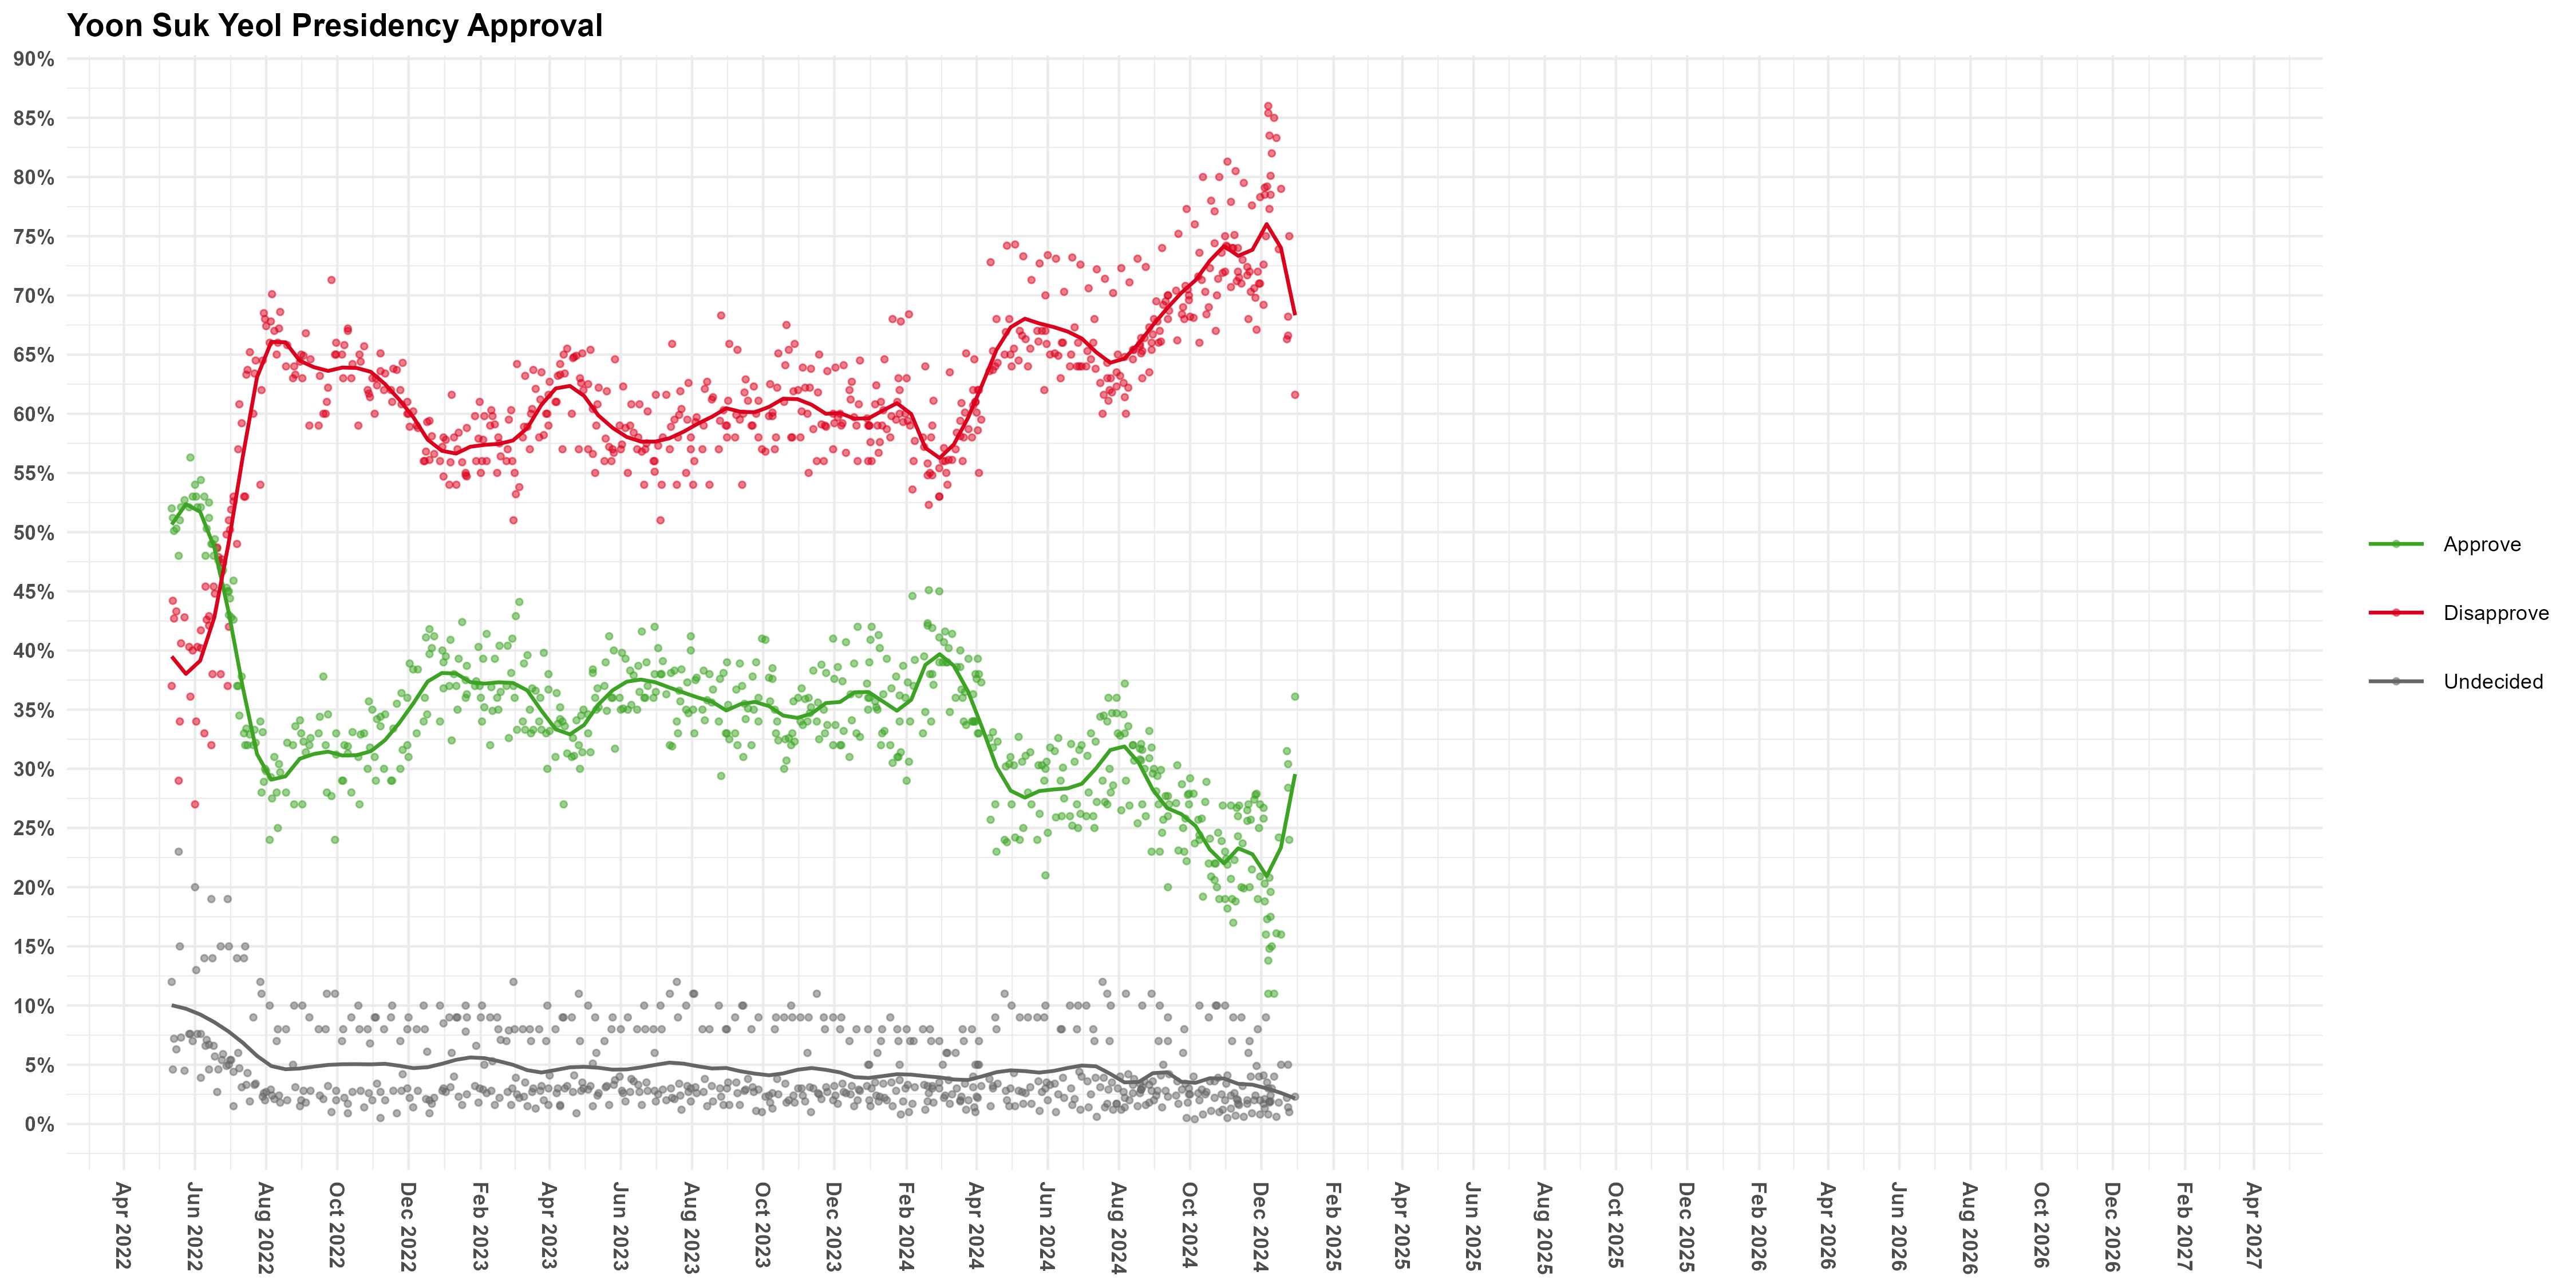 Yoon Suk Yeol Presidency Approval
90%
85%
80%
75%
70%
65%
60%
55%
50%
45%
40%
35%
30%
25%
20%
15%
10%
5%
0%
Apr 2022
Jun 2022
Aug 2022
Oct 2022
Dec 2022
Feb 2023
Apr 2023
Jun 2023
Aug 2023
Oct 2023
Dec 2023
Feb 2024
Apr 2024
Jun 2024
Aug 2024
Oct 2024
Dec 2024
Feb 2025
Apr 2025
Jun 2025
Aug 2025
Oct 2025
Dec 2025
Feb 2026
Apr 2026
Jun 2026
Aug 2026
Oct 2026
Dec 2026
Feb 2027
Apr 2027
Approve
Disapprove
Undecided